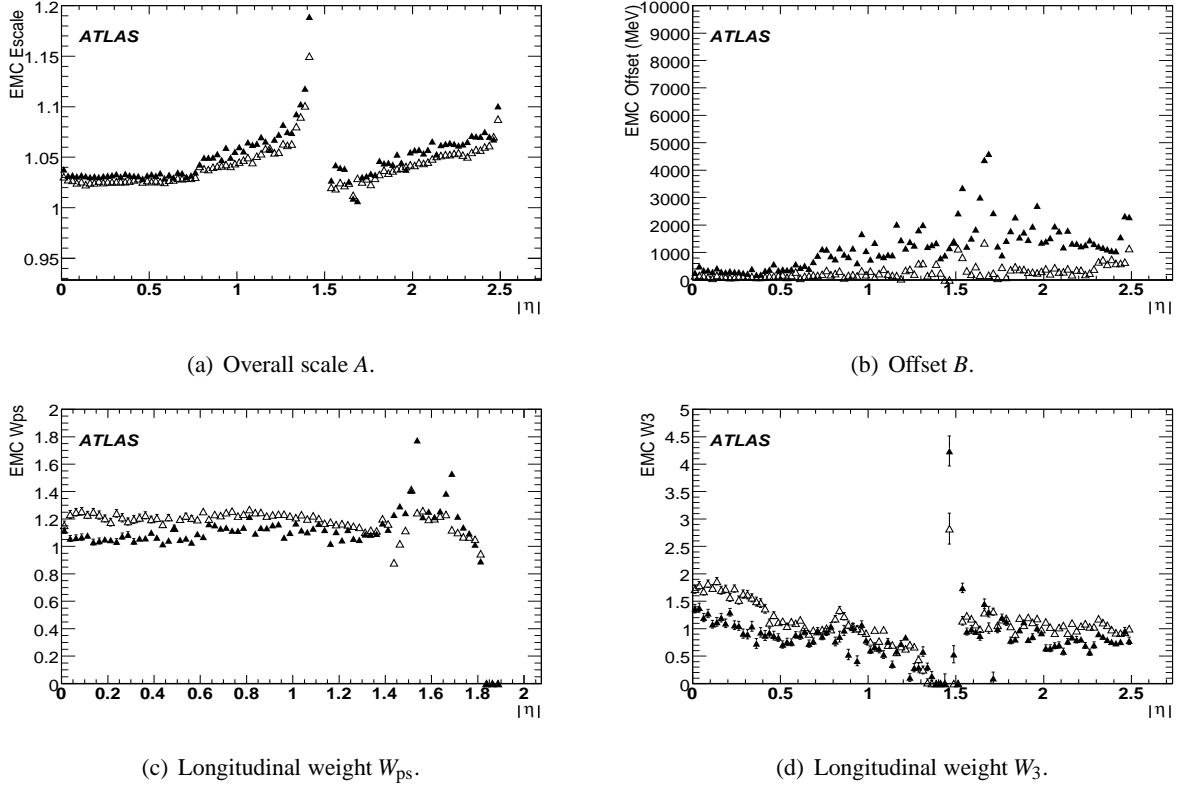 EMC Escale
1.2
1.15
1.1
1.05
1
0.95
ATLAS
0 0.5 1 1.5 2 2.5
|η|
(a) Overall scale A.
EMC Offset (MeV)
10000
9000
8000
7000
6000
5000
4000
3000
2000
1000
0
ATLAS
0 0.5 1 1.5 2 2.5
|η|
(b) Offset B.
EMC Wps
2
1.8
1.6
1.4
1.2
1
0.8
0.6
0.4
0.2
0
ATLAS
0 0.2 0.4 0.6 0.8 1 1.2 1.4 1.6 1.8 2
|η|
(c) Longitudinal weight Wps.
EMC W3
5
4.5
4
3.5
3
2.5
2
1.5
1
0.5
0
ATLAS
0 0.5 1 1.5 2 2.5
|η|
(d) Longitudinal weight W3.